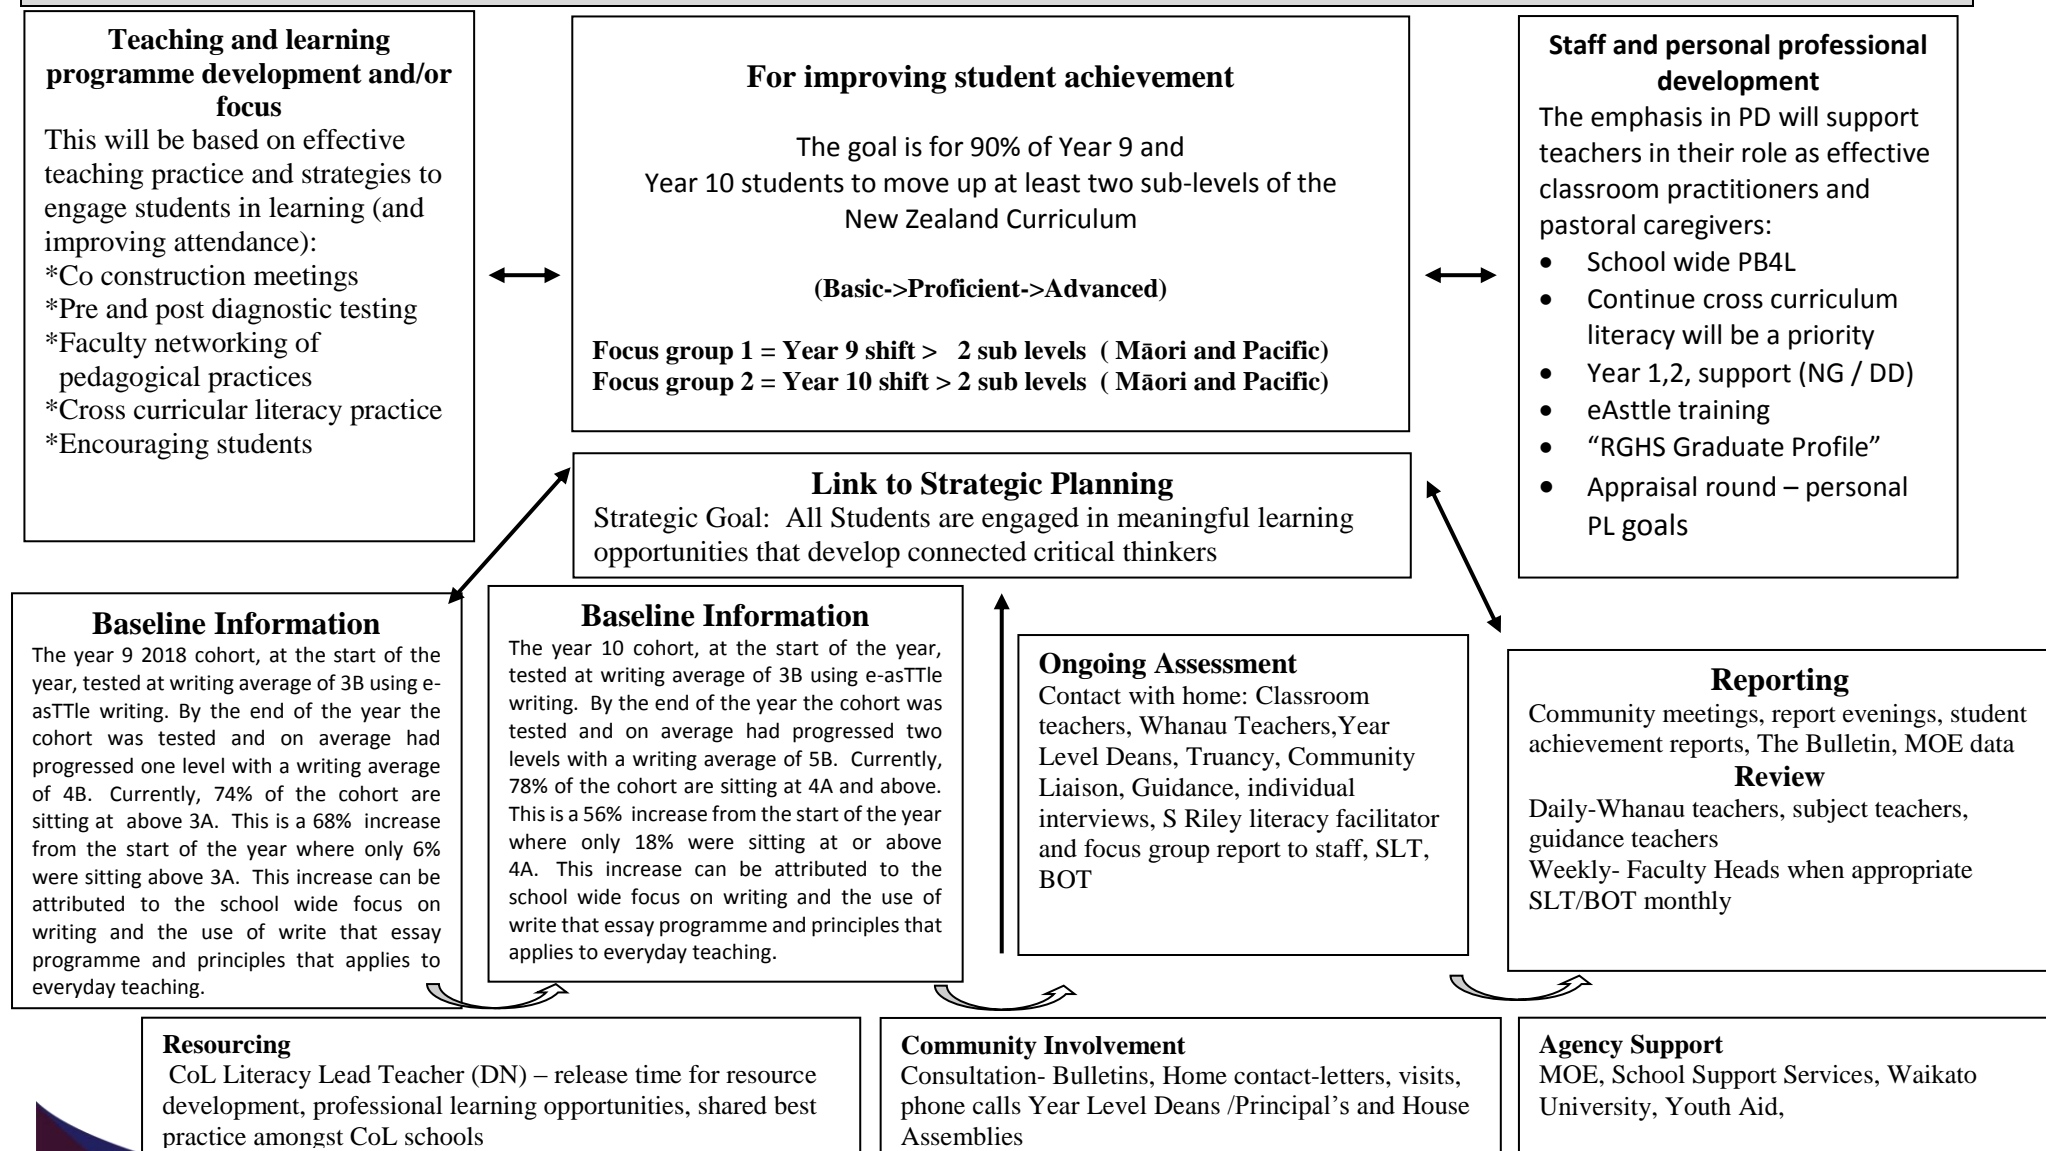 Teaching and learning
programme development and/or
focus
This will be based on effective
teaching practice and strategies to
engage students in learning (and
improving attendance):
*Co construction meetings
*Pre and post diagnostic testing
*Faculty networking of
pedagogical practices
*Cross curricular literacy practice
*Encouraging students
For improving student achievement
The goal is for 90% of Year 9 and
Year 10 students to move up at least two sub-levels of the
New Zealand Curriculum
(Basic->Proficient->Advanced)
Focus group 1 = Year 9 shift >   2 sub levels  ( Māori and Pacific)
Focus group 2 = Year 10 shift > 2 sub levels  ( Māori and Pacific)
Staff and personal professional
development
The emphasis in PD will support
teachers in their role as effective
classroom practitioners and
pastoral caregivers:
• School wide PB4L
• Continue cross curriculum
literacy will be a priority
• Year 1,2, support (NG / DD)
• eAsttle training
• “RGHS Graduate Profile”
• Appraisal round – personal
PL goals
Link to Strategic Planning
Strategic Goal:  All Students are engaged in meaningful learning
opportunities that develop connected critical thinkers
Baseline Information
The year 9 2018 cohort, at the start of the
year, tested at writing average of 3B using e-
asTTle writing. By the end of the year the
cohort was tested and on average had
progressed one level with a writing average
of 4B. Currently, 74% of the cohort are
sitting at above 3A. This is a 68% increase
from the start of the year where only 6%
were sitting above 3A. This increase can be
attributed to the school wide focus on
writing and the use of write that essay
programme and principles that applies to
everyday teaching.
Baseline Information
The year 10 cohort, at the start of the year,
tested at writing average of 3B using e-asTTle
writing. By the end of the year the cohort was
tested and on average had progressed two
levels with a writing average of 5B. Currently,
78% of the cohort are sitting at 4A and above.
This is a 56% increase from the start of the year
where only 18% were sitting at or above
4A. This increase can be attributed to the
school wide focus on writing and the use of
write that essay programme and principles that
applies to everyday teaching.
Ongoing Assessment
Contact with home: Classroom
teachers, Whanau Teachers,Year
Level Deans, Truancy, Community
Liaison, Guidance, individual
interviews, S Riley literacy facilitator
and focus group report to staff, SLT,
BOT
Reporting
Community meetings, report evenings, student
achievement reports, The Bulletin, MOE data
Review
Daily-Whanau teachers, subject teachers,
guidance teachers
Weekly- Faculty Heads when appropriate
SLT/BOT monthly
Resourcing
CoL Literacy Lead Teacher (DN) – release time for resource
development, professional learning opportunities, shared best
practice amongst CoL schools
Community Involvement
Consultation- Bulletins, Home contact-letters, visits,
phone calls Year Level Deans /Principal’s and House
Assemblies
Agency Support
MOE, School Support Services, Waikato
University, Youth Aid,